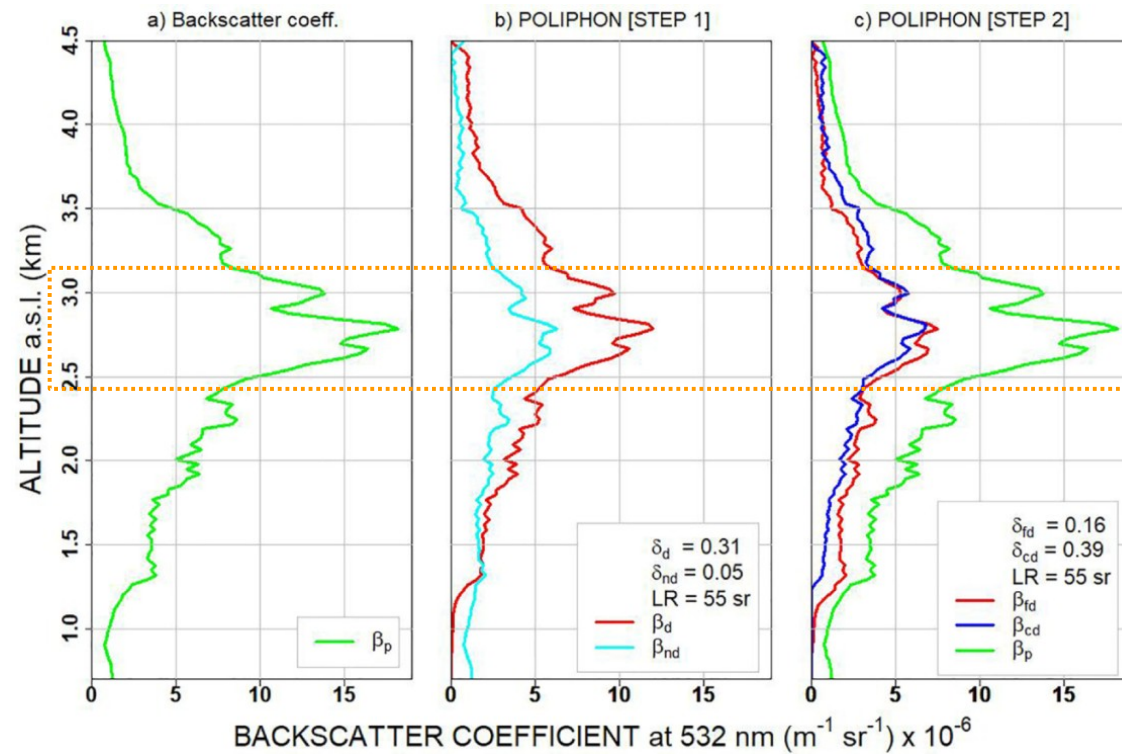 a) Backscatter coeff.
b) POLIPHON [STEP 1]
c) POLIPHON [STEP 2]
ALTITUDE a.s.l. (km)
4.5
4.0
3.5
3.0
2.5
2.0
1.5
1.0
βp
0 5 10 15
δd = 0.31
δnd = 0.05
LR = 55 sr
βd
βnd
0 5 10 15
δfd = 0.16
δcd = 0.39
LR = 55 sr
βfd
βcd
βp
0 5 10 15
BACKSCATTER COEFFICIENT at 532 nm (m⁻¹ sr⁻¹) x 10⁻⁶